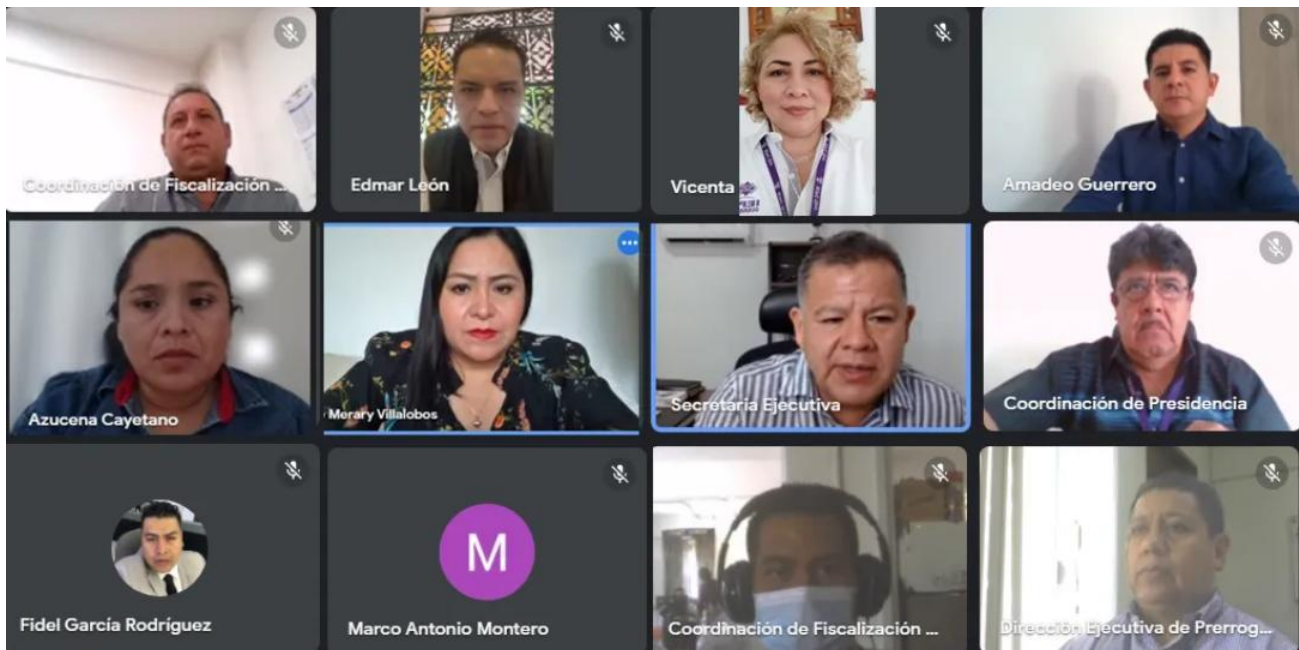 Coordinación de Fiscalización ...
Edmar León
Vicenta
Amadeo Guerrero
Azucena Cayetano
Merary Villalobos
Secretaria Ejecutiva
Coordinación de Presidencia
Fidel García Rodríguez
M
Marco Antonio Montero
Coordinación de Fiscalización ...
Dirección Ejecutiva de Prerrog...